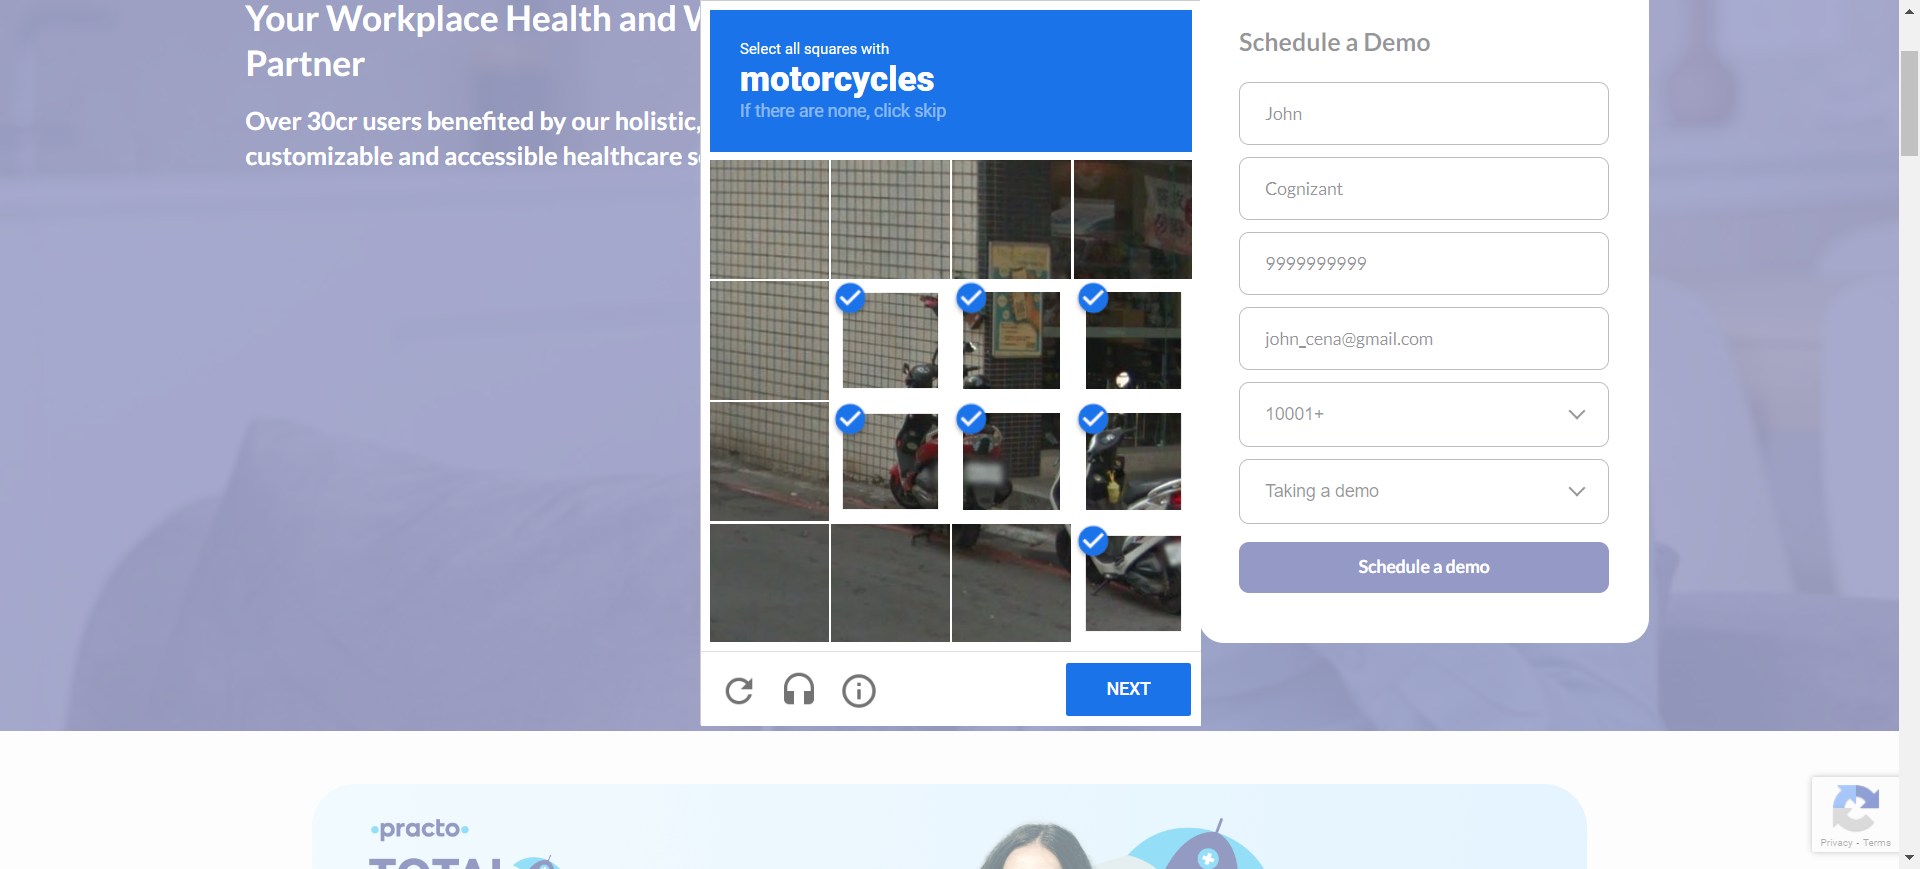 Your Workplace Health and W
Partner
Over 30cr users benefited by our holistic,
customizable and accessible healthcare s
Select all squares with
motorcycles
If there are none, click skip
NEXT
Schedule a Demo
John
Cognizant
9999999999
john_cena@gmail.com
10001+
Taking a demo
Schedule a demo
practo
TOTAL
Privacy - Terms